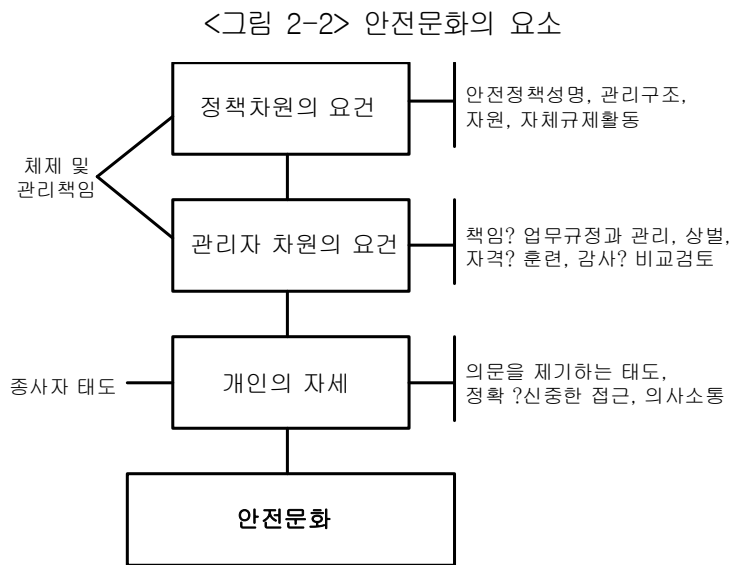 <그림 2-2> 안전문화의 요소
정책차원의 요건
안전정책성명, 관리구조,
자원, 자체규제활동
체제 및
관리책임
관리자 차원의 요건
책임? 업무규정과 관리, 상벌,
자격? 훈련, 감사? 비교검토
종사자 태도
개인의 자세
의문을 제기하는 태도,
정확 ?신중한 접근, 의사소통
안전문화